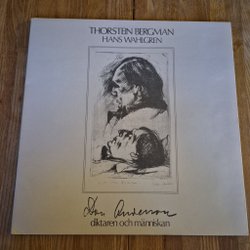 THORSTEIN BERGMAN
HANS WAHLGREN
Dan Andersson
diktaren och människan